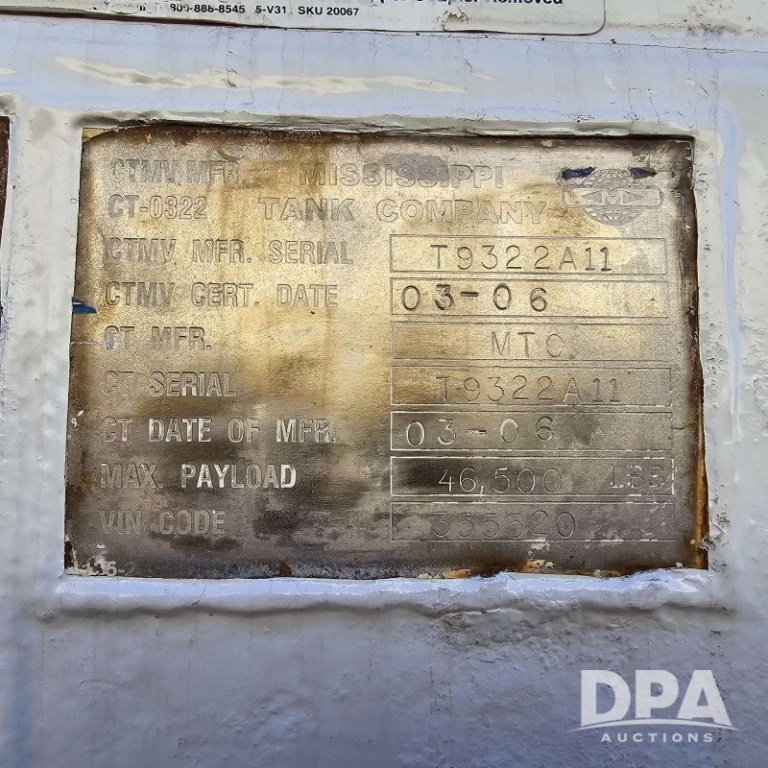 800-888-8545 5-V31 SKU 20067
Removed
CTMV. MFR. MISSISSIPPI
CT-0322 TANK COMPANY
CTMV MFR. SERIAL T9322A11
CTMV CERT. DATE 03-06
CT MFR. MTC.
CT SERIAL T9322A11
CT DATE OF MFR. 03-06
MAX. PAYLOAD 46,500 LBS
VIN CODE 355520
DPA
AUCTIONS